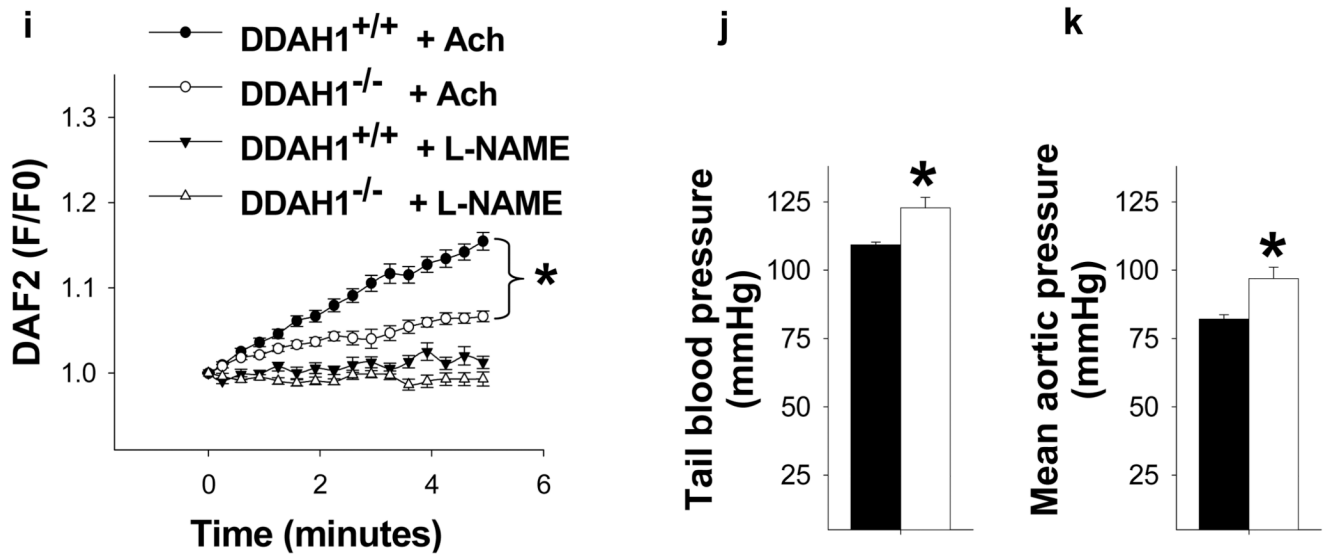 i
DDAH1+/+ + Ach
DDAH1-/- + Ach
DDAH1+/+ + L-NAME
DDAH1-/- + L-NAME
DAF2 (F/F0)
1.3
1.2
1.1
1.0
*
0 2 4 6
Time (minutes)
j
Tail blood pressure
(mmHg)
125
100
75
50
25
*
k
Mean aortic pressure
(mmHg)
125
100
75
50
25
*